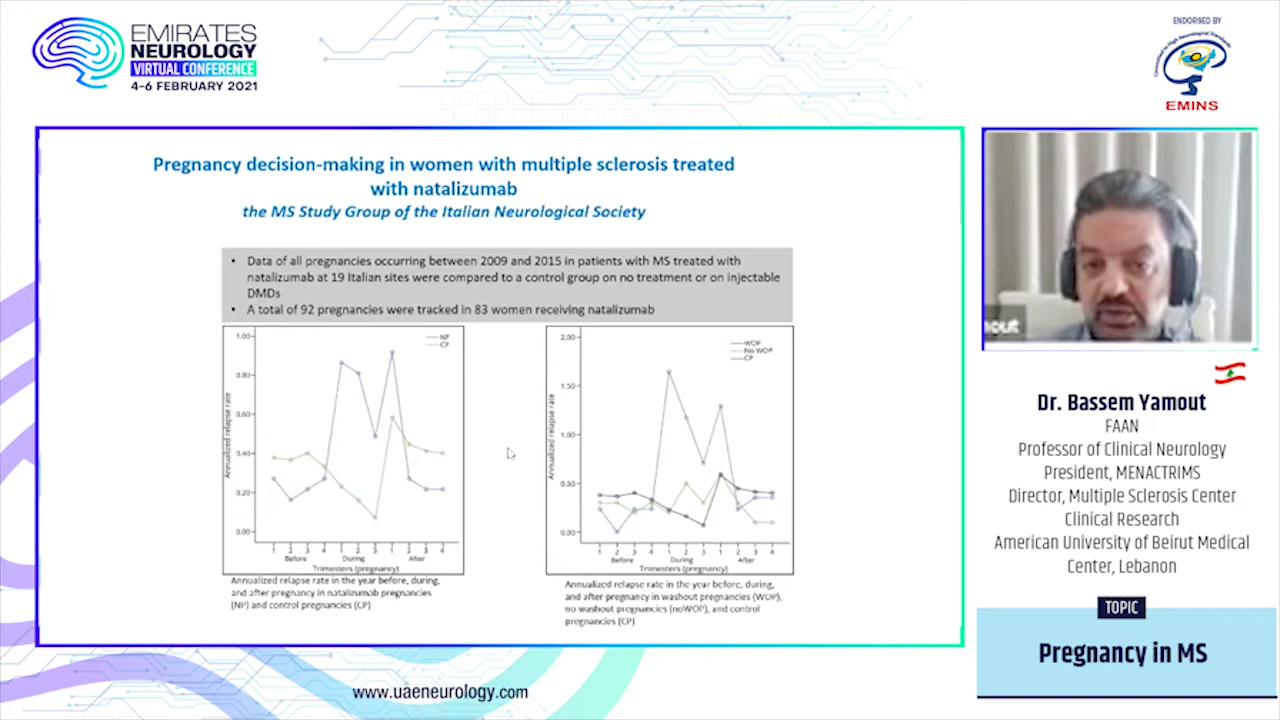 EMIRATES
NEUROLOGY
VIRTUAL CONFERENCE
4-6 FEBRUARY 2021
ENDORSED BY
EMINS
Pregnancy decision-making in women with multiple sclerosis treated
with natalizumab
the MS Study Group of the Italian Neurological Society
• Data of all pregnancies occurring between 2009 and 2015 in patients with MS treated with
natalizumab at 19 Italian sites were compared to a control group on no treatment or on injectable
DMDs
• A total of 92 pregnancies were tracked in 83 women receiving natalizumab
1.00
0.80
0.60
0.40
0.20
0.00
Annualized relapse rate
NP
CP
1 2 3 4 1 2 3 1 2 3 4
Before During After
Trimesters (pregnancy)
Annualized relapse rate in the year before, during,
and after pregnancy in natalizumab pregnancies
(NP) and control pregnancies (CP)
2.00
1.50
1.00
0.50
0.00
Annualized relapse rate
WOP
No WOP
CP
1 2 3 4 1 2 3 1 2 3 4
Before During After
Trimesters (pregnancy)
Annualized relapse rate in the year before, during,
and after pregnancy in washout pregnancies (WOP),
no washout pregnancies (noWOP), and control
pregnancies (CP)
mout
Dr. Bassem Yamout
FAAN
Professor of Clinical Neurology
President, MENACTRIMS
Director, Multiple Sclerosis Center
Clinical Research
American University of Beirut Medical
Center, Lebanon
TOPIC
Pregnancy in MS
www.uaeneurology.com